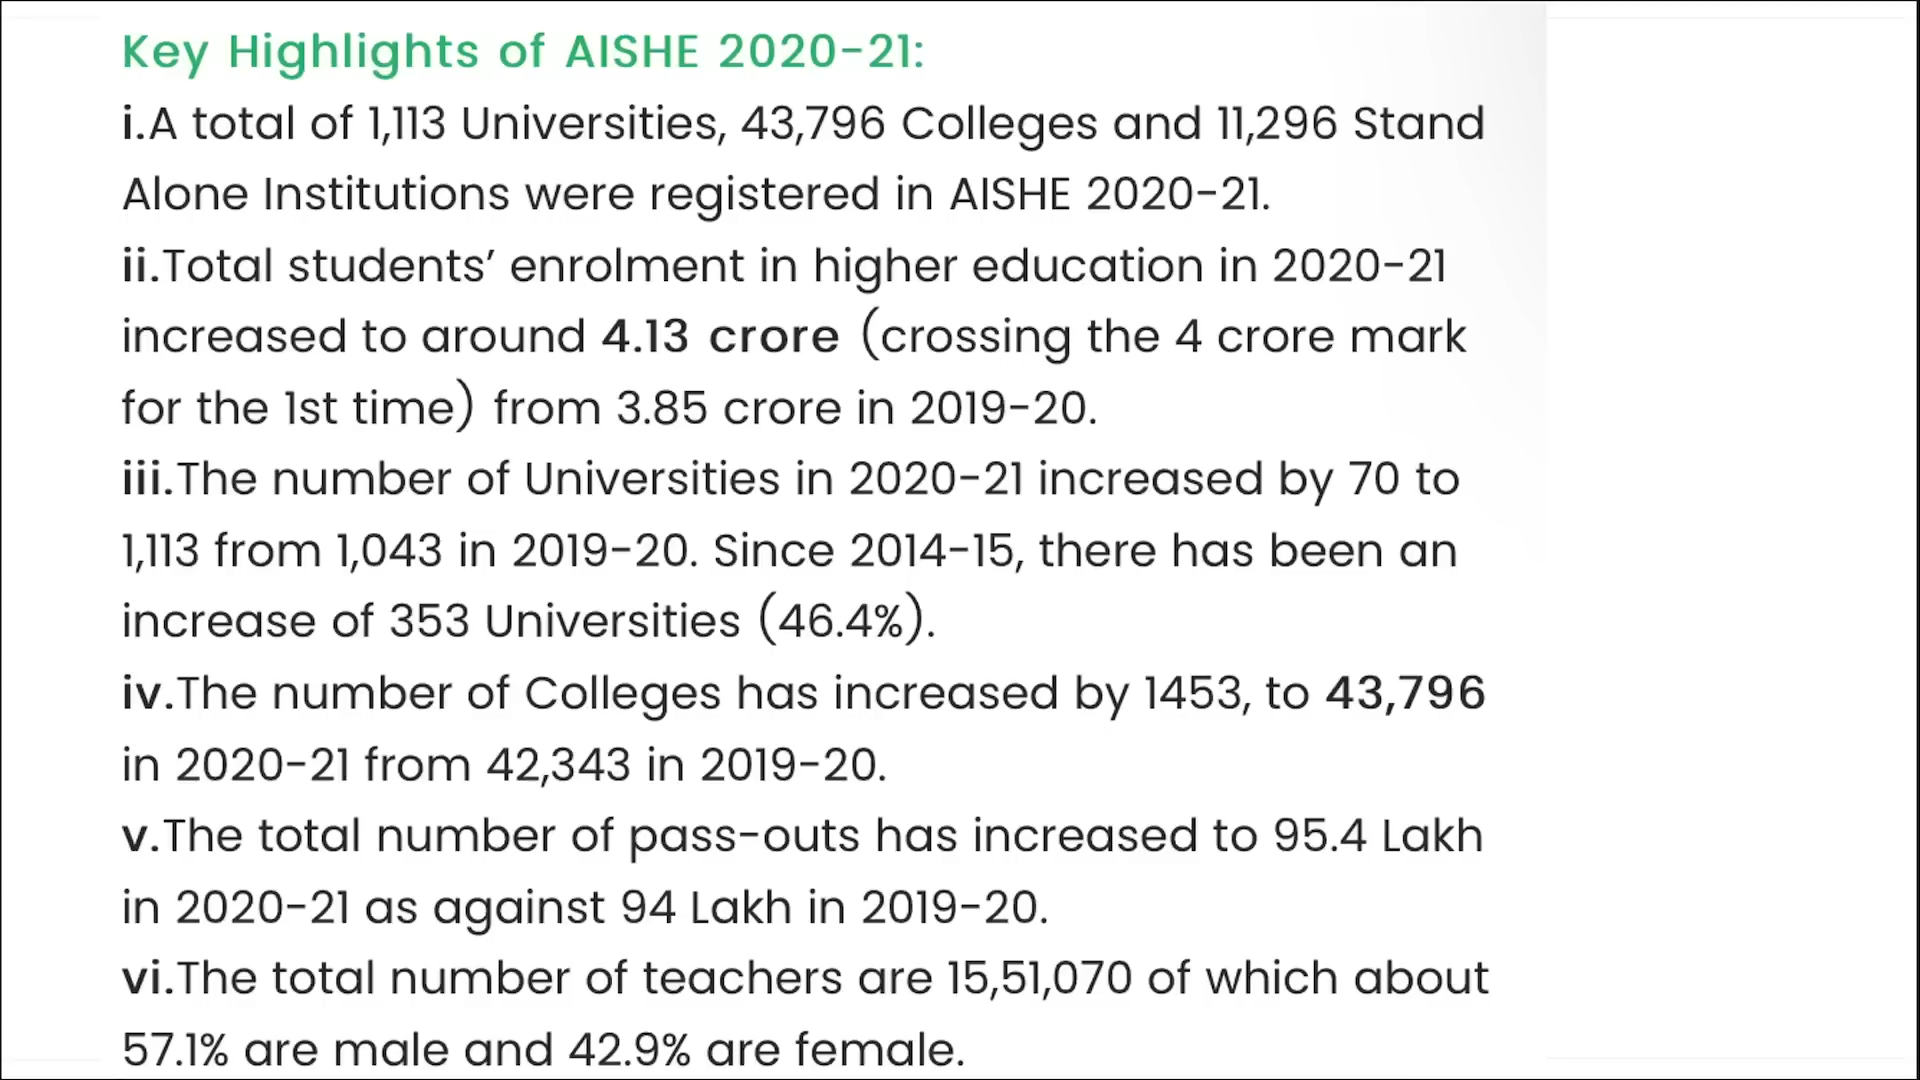 Key Highlights of AISHE 2020-21:
i.A total of 1,113 Universities, 43,796 Colleges and 11,296 Stand
Alone Institutions were registered in AISHE 2020-21.
ii.Total students’ enrolment in higher education in 2020-21
increased to around 4.13 crore (crossing the 4 crore mark
for the 1st time) from 3.85 crore in 2019-20.
iii.The number of Universities in 2020-21 increased by 70 to
1,113 from 1,043 in 2019-20. Since 2014-15, there has been an
increase of 353 Universities (46.4%).
iv.The number of Colleges has increased by 1453, to 43,796
in 2020-21 from 42,343 in 2019-20.
v.The total number of pass-outs has increased to 95.4 Lakh
in 2020-21 as against 94 Lakh in 2019-20.
vi.The total number of teachers are 15,51,070 of which about
57.1% are male and 42.9% are female.